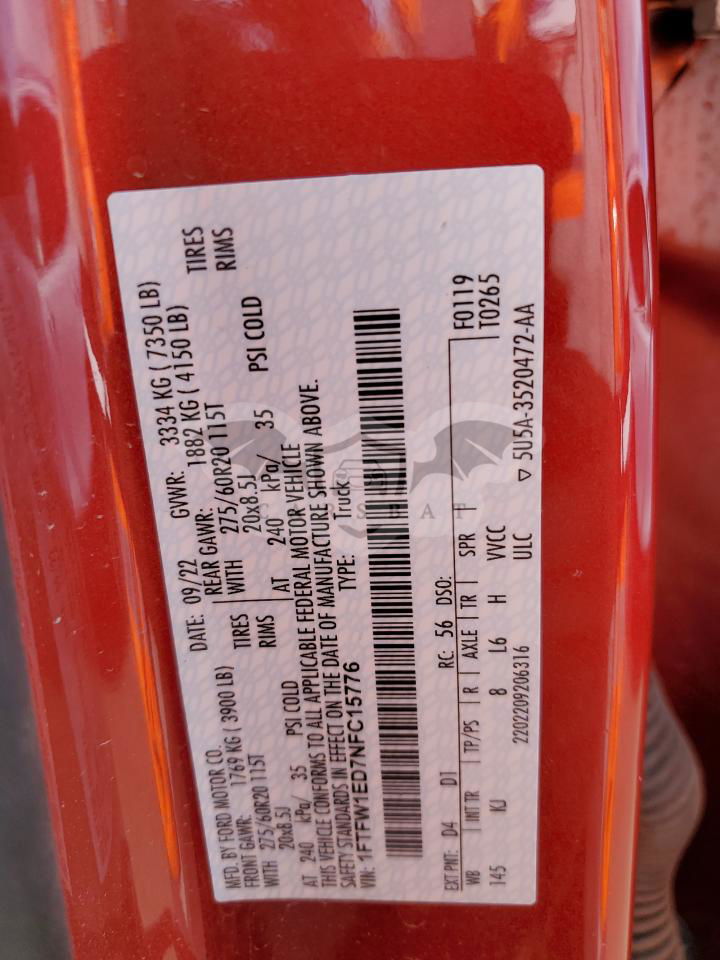 MFD. BY FORD MOTOR CO.
DATE: 09/22 GVWR: 3334 KG ( 7350 LB)
FRONT GAWR: 1769 KG ( 3900 LB) REAR GAWR: 1882 KG ( 4150 LB)
WITH 275/60R20 115T TIRES WITH 275/60R20 115T TIRES
20x8.5J RIMS 20x8.5J RIMS
AT 240 kPa/ 35 PSI COLD AT 240 kPa/ 35 PSI COLD
THIS VEHICLE CONFORMS TO ALL APPLICABLE FEDERAL MOTOR VEHICLE
SAFETY STANDARDS IN EFFECT ON THE DATE OF MANUFACTURE SHOWN ABOVE.
VIN: 1FTFW1ED7NFC15776 TYPE: Truck
CARSBAT
EXT PNT: D4 D1 RC: 56 DSO: F0119
WB INT TR TP/PS R AXLE TR SPR T0265
145 KJ 8 L6 H VVCC
2202209206316 ULC ▽ 5U5A-3520472-AA